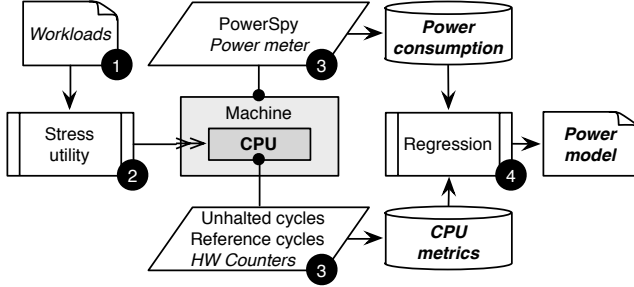 Workloads
1
PowerSpy
Power meter
3
Power
consumption
Stress
utility
2
Machine
CPU
Regression
4
Power
model
Unhalted cycles
Reference cycles
HW Counters
3
CPU
metrics